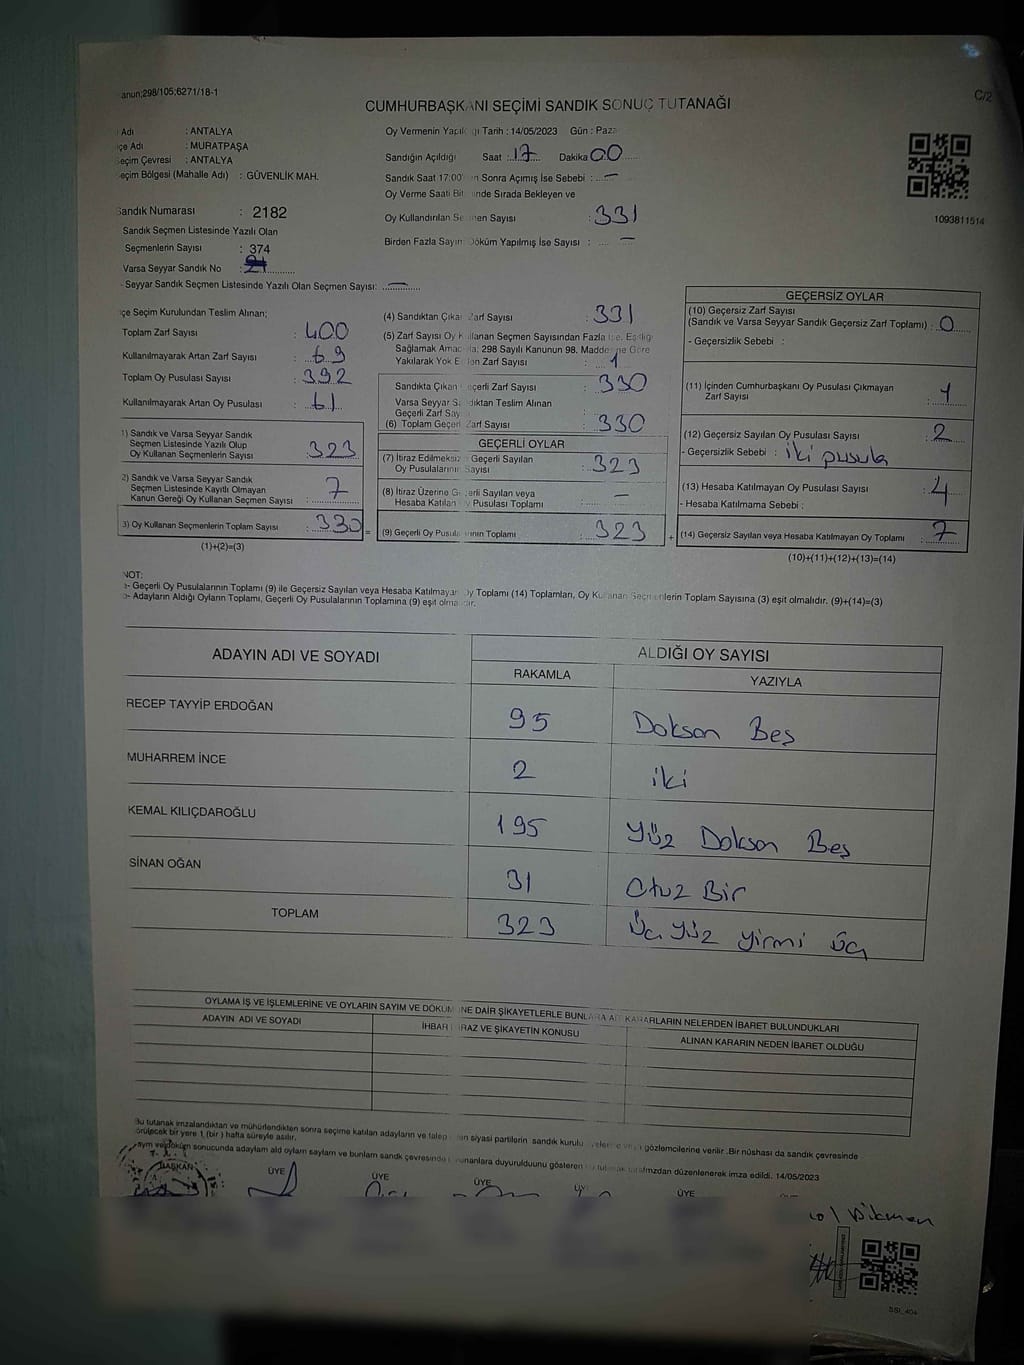 anun;298/105;6271/18-1
C/2
CUMHURBAŞKANI SEÇİMİ SANDIK SONUÇ TUTANAĞI
Adı : ANTALYA
çe Adı : MURATPAŞA
eçim Çevresi : ANTALYA
eçim Bölgesi (Mahalle Adı) : GÜVENLİK MAH.
Oy Vermenin Yapıldığı Tarih : 14/05/2023 Gün : Paza
Sandığın Açıldığı Saat : 17 Dakika 00
Sandık Saat 17:00 n Sonra Açımış İse Sebebi : —
Oy Verme Saati Bit inde Sırada Bekleyen ve
Oy Kullandırılan Seçmen Sayısı : 331
Birden Fazla Sayım Döküm Yapılmış İse Sayısı : —
1093811514
Sandık Numarası : 2182
Sandık Seçmen Listesinde Yazılı Olan
Seçmenlerin Sayısı : 374
Varsa Seyyar Sandık No :
- Seyyar Sandık Seçmen Listesinde Yazılı Olan Seçmen Sayısı: —
çe Seçim Kurulundan Teslim Alınan;
Toplam Zarf Sayısı : 400
Kullanılmayarak Artan Zarf Sayısı : 69
Toplam Oy Pusulası Sayısı : 392
Kullanılmayarak Artan Oy Pusulası : 61
1) Sandık ve Varsa Seyyar Sandık
Seçmen Listesinde Yazılı Olup
Oy Kullanan Seçmenlerin Sayısı : 323
2) Sandık ve Varsa Seyyar Sandık
Seçmen Listesinde Kayıtlı Olmayan
Kanun Gereği Oy Kullanan Seçmen Sayısı : 7
3) Oy Kullanan Seçmenlerin Toplam Sayısı : 330 =
(1)+(2)=(3)
(4) Sandıktan Çıkan Zarf Sayısı : 331
(5) Zarf Sayısı Oy Kullanan Seçmen Sayısından Fazla İse, Eşitliği
Sağlamak Amacıyla; 298 Sayılı Kanunun 98. Maddesine Göre
Yakılarak Yok Edilen Zarf Sayısı : 1
Sandıkta Çıkan Geçerli Zarf Sayısı : 330
Varsa Seyyar Sandıktan Teslim Alınan
Geçerli Zarf Say :
(6) Toplam Geçerli Zarf Sayısı : 330
GEÇERLİ OYLAR
(7) İtiraz Edilmeksizin Geçerli Sayılan
Oy Pusulalarının Sayısı : 323
(8) İtiraz Üzerine Geçerli Sayılan veya
Hesaba Katılan Oy Pusulası Toplamı : —
(9) Geçerli Oy Pusulalarının Toplamı : 323 +
GEÇERSİZ OYLAR
(10) Geçersiz Zarf Sayısı
(Sandık ve Varsa Seyyar Sandık Geçersiz Zarf Toplamı) : 0
- Geçersizlik Sebebi :
(11) İçinden Cumhurbaşkanı Oy Pusulası Çıkmayan
Zarf Sayısı : 1
(12) Geçersiz Sayılan Oy Pusulası Sayısı : 2
- Geçersizlik Sebebi : iki pusula
(13) Hesaba Katılmayan Oy Pusulası Sayısı : 4
- Hesaba Katılmama Sebebi :
(14) Geçersiz Sayılan veya Hesaba Katılmayan Oy Toplamı : 7
(10)+(11)+(12)+(13)=(14)
NOT:
a- Geçerli Oy Pusulalarının Toplamı (9) ile Geçersiz Sayılan veya Hesaba Katılmayan Oy Toplamı (14) Toplamları, Oy Kullanan Seçmenlerin Toplam Sayısına (3) eşit olmalıdır. (9)+(14)=(3)
b- Adayların Aldığı Oyların Toplamı, Geçerli Oy Pusulalarının Toplamına (9) eşit olmalıdır.
ADAYIN ADI VE SOYADI ALDIĞI OY SAYISI
RAKAMLA YAZIYLA
RECEP TAYYİP ERDOĞAN 95 Doksan Beş
MUHARREM İNCE 2 iki
KEMAL KILIÇDAROĞLU 195 Yüz Doksan Beş
SİNAN OĞAN 31 Otuz Bir
TOPLAM 323 Üç Yüz Yirmi üç
OYLAMA İŞ VE İŞLEMLERİNE VE OYLARIN SAYIM VE DÖKÜMÜNE DAİR ŞİKAYETLERLE BUNLARA AİT KARARLARIN NELERDEN İBARET BULUNDUKLARI
ADAYIN ADI VE SOYADI İHBAR İTİRAZ VE ŞİKAYETİN KONUSU ALINAN KARARIN NEDEN İBARET OLDUĞU
Bu tutanak imzalandıktan ve mühürlendikten sonra seçime katılan adayların ve talep eden siyasi partilerin sandık kurulu üyelerine veya gözlemcilerine verilir. Bir nüshası da sandık çevresinde
görülecek bir yere 1 (bir) hafta süreyle asılır.
Sayım ve döküm sonucunda adayların aldığı oyların sayıları ve bunların sandık çevresinde bulunanlara duyurulduğunu gösteren bu tutanak tarafımızdan düzenlenerek imza edildi. 14/05/2023
BAŞKAN ÜYE ÜYE ÜYE ÜYE ÜYE
Dikmen
SSI_404